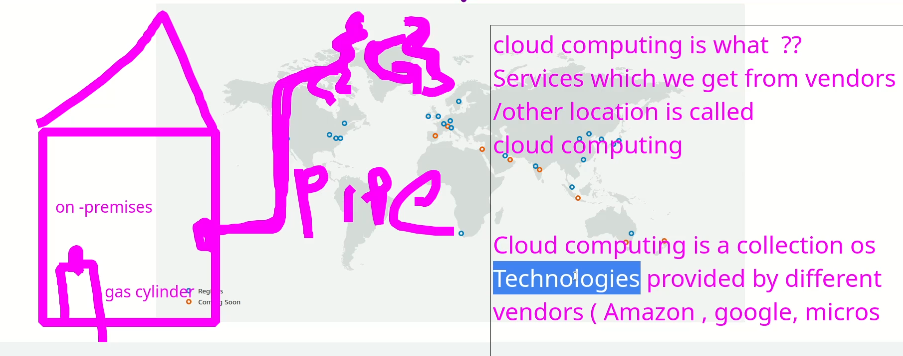 cloud computing is what ??
Services which we get from vendors
/other location is called
cloud computing
on -premises
PIPE
Cloud computing is a collection os
Technologies provided by different
vendors ( Amazon , google, micros
gas cylinder
Regions
Coming Soon